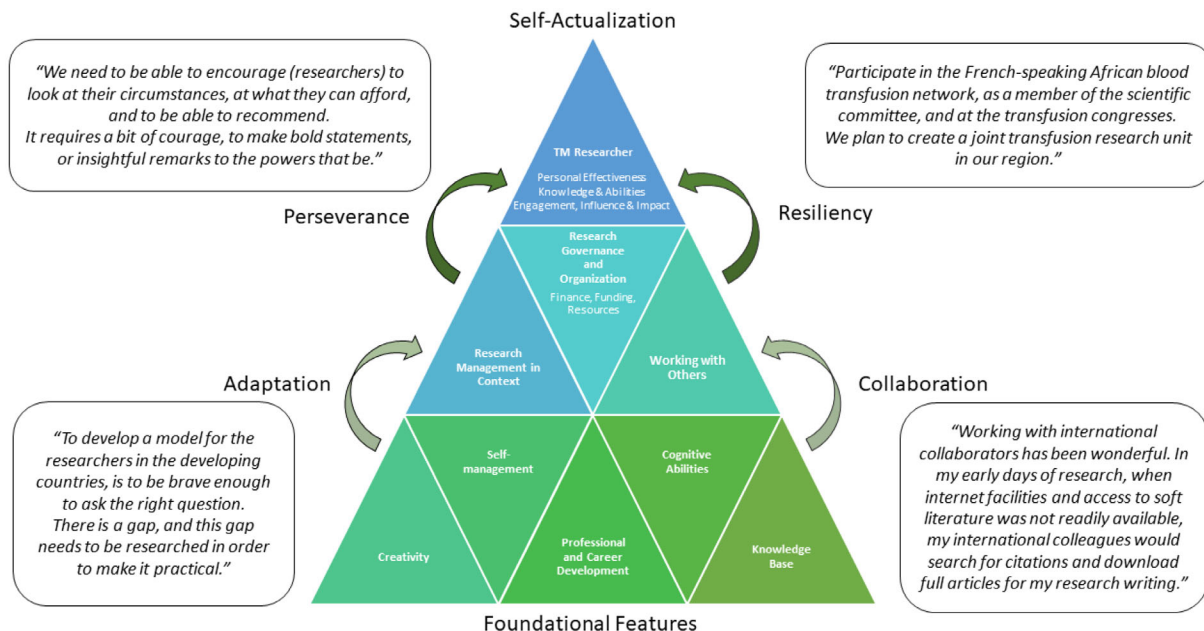 Self-Actualization
“We need to be able to encourage (researchers) to
look at their circumstances, at what they can afford,
and to be able to recommend.
It requires a bit of courage, to make bold statements,
or insightful remarks to the powers that be.”
“Participate in the French-speaking African blood
transfusion network, as a member of the scientific
committee, and at the transfusion congresses.
We plan to create a joint transfusion research unit
in our region.”
TM Researcher
Personal Effectiveness
Knowledge & Abilities
Engagement, Influence & Impact
Perseverance
Resiliency
Research
Governance
and
Organization
Finance, Funding,
Resources
Research
Management in
Context
Working with
Others
Adaptation
Collaboration
“To develop a model for the
researchers in the developing
countries, is to be brave enough
to ask the right question.
There is a gap, and this gap
needs to be researched in order
to make it practical.”
“Working with international
collaborators has been wonderful. In
my early days of research, when
internet facilities and access to soft
literature was not readily available,
my international colleagues would
search for citations and download
full articles for my research writing.”
Self-
management
Cognitive
Abilities
Creativity
Professional
and Career
Development
Knowledge
Base
Foundational Features